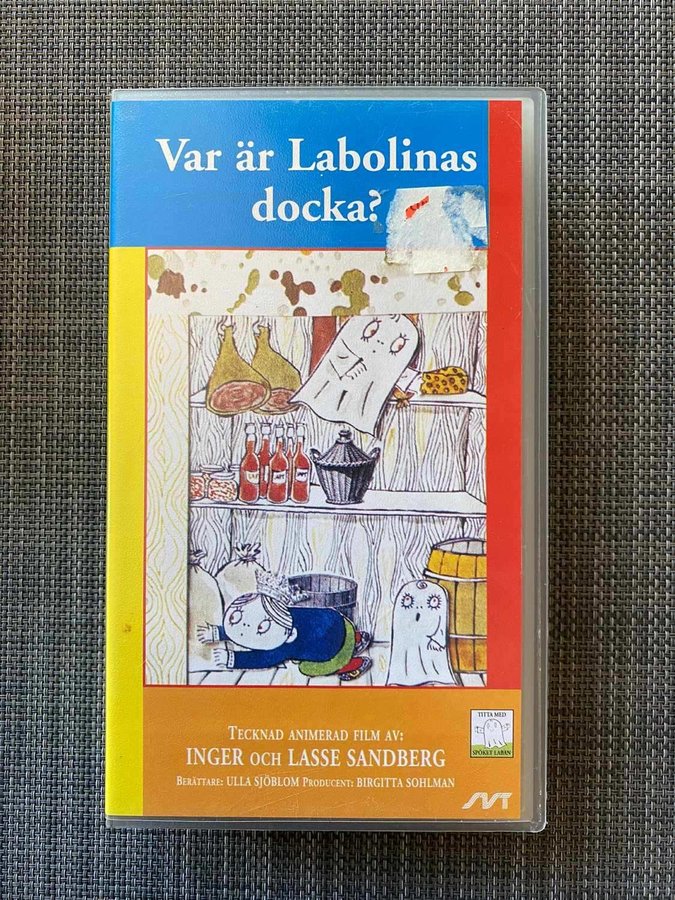 Var är Labolinas
docka?
TECKNAD ANIMERAD FILM AV:
INGER OCH LASSE SANDBERG
BERÄTTARE: ULLA SJÖBLOM PRODUCENT: BIRGITTA SOHLMAN
TITTA MED
SPÖKET LABAN
SVT